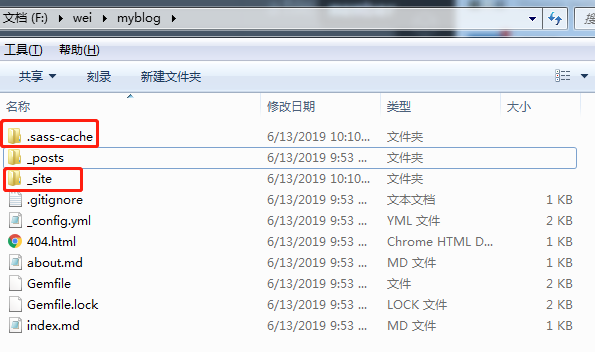 文档 (F:) ▸ wei ▸ myblog ▸
工具(T) 帮助(H)
共享 ▼ 刻录 新建文件夹
名称 修改日期 类型 大小
.sass-cache 6/13/2019 10:10... 文件夹
_posts 6/13/2019 9:53 ... 文件夹
_site 6/13/2019 10:10... 文件夹
.gitignore 6/13/2019 9:53 ... 文本文档 1 KB
_config.yml 6/13/2019 9:53 ... YML 文件 2 KB
404.html 6/13/2019 9:53 ... Chrome HTML D... 1 KB
about.md 6/13/2019 9:53 ... MD 文件 1 KB
Gemfile 6/13/2019 9:53 ... 文件 2 KB
Gemfile.lock 6/13/2019 9:53 ... LOCK 文件 2 KB
index.md 6/13/2019 9:53 ... MD 文件 1 KB